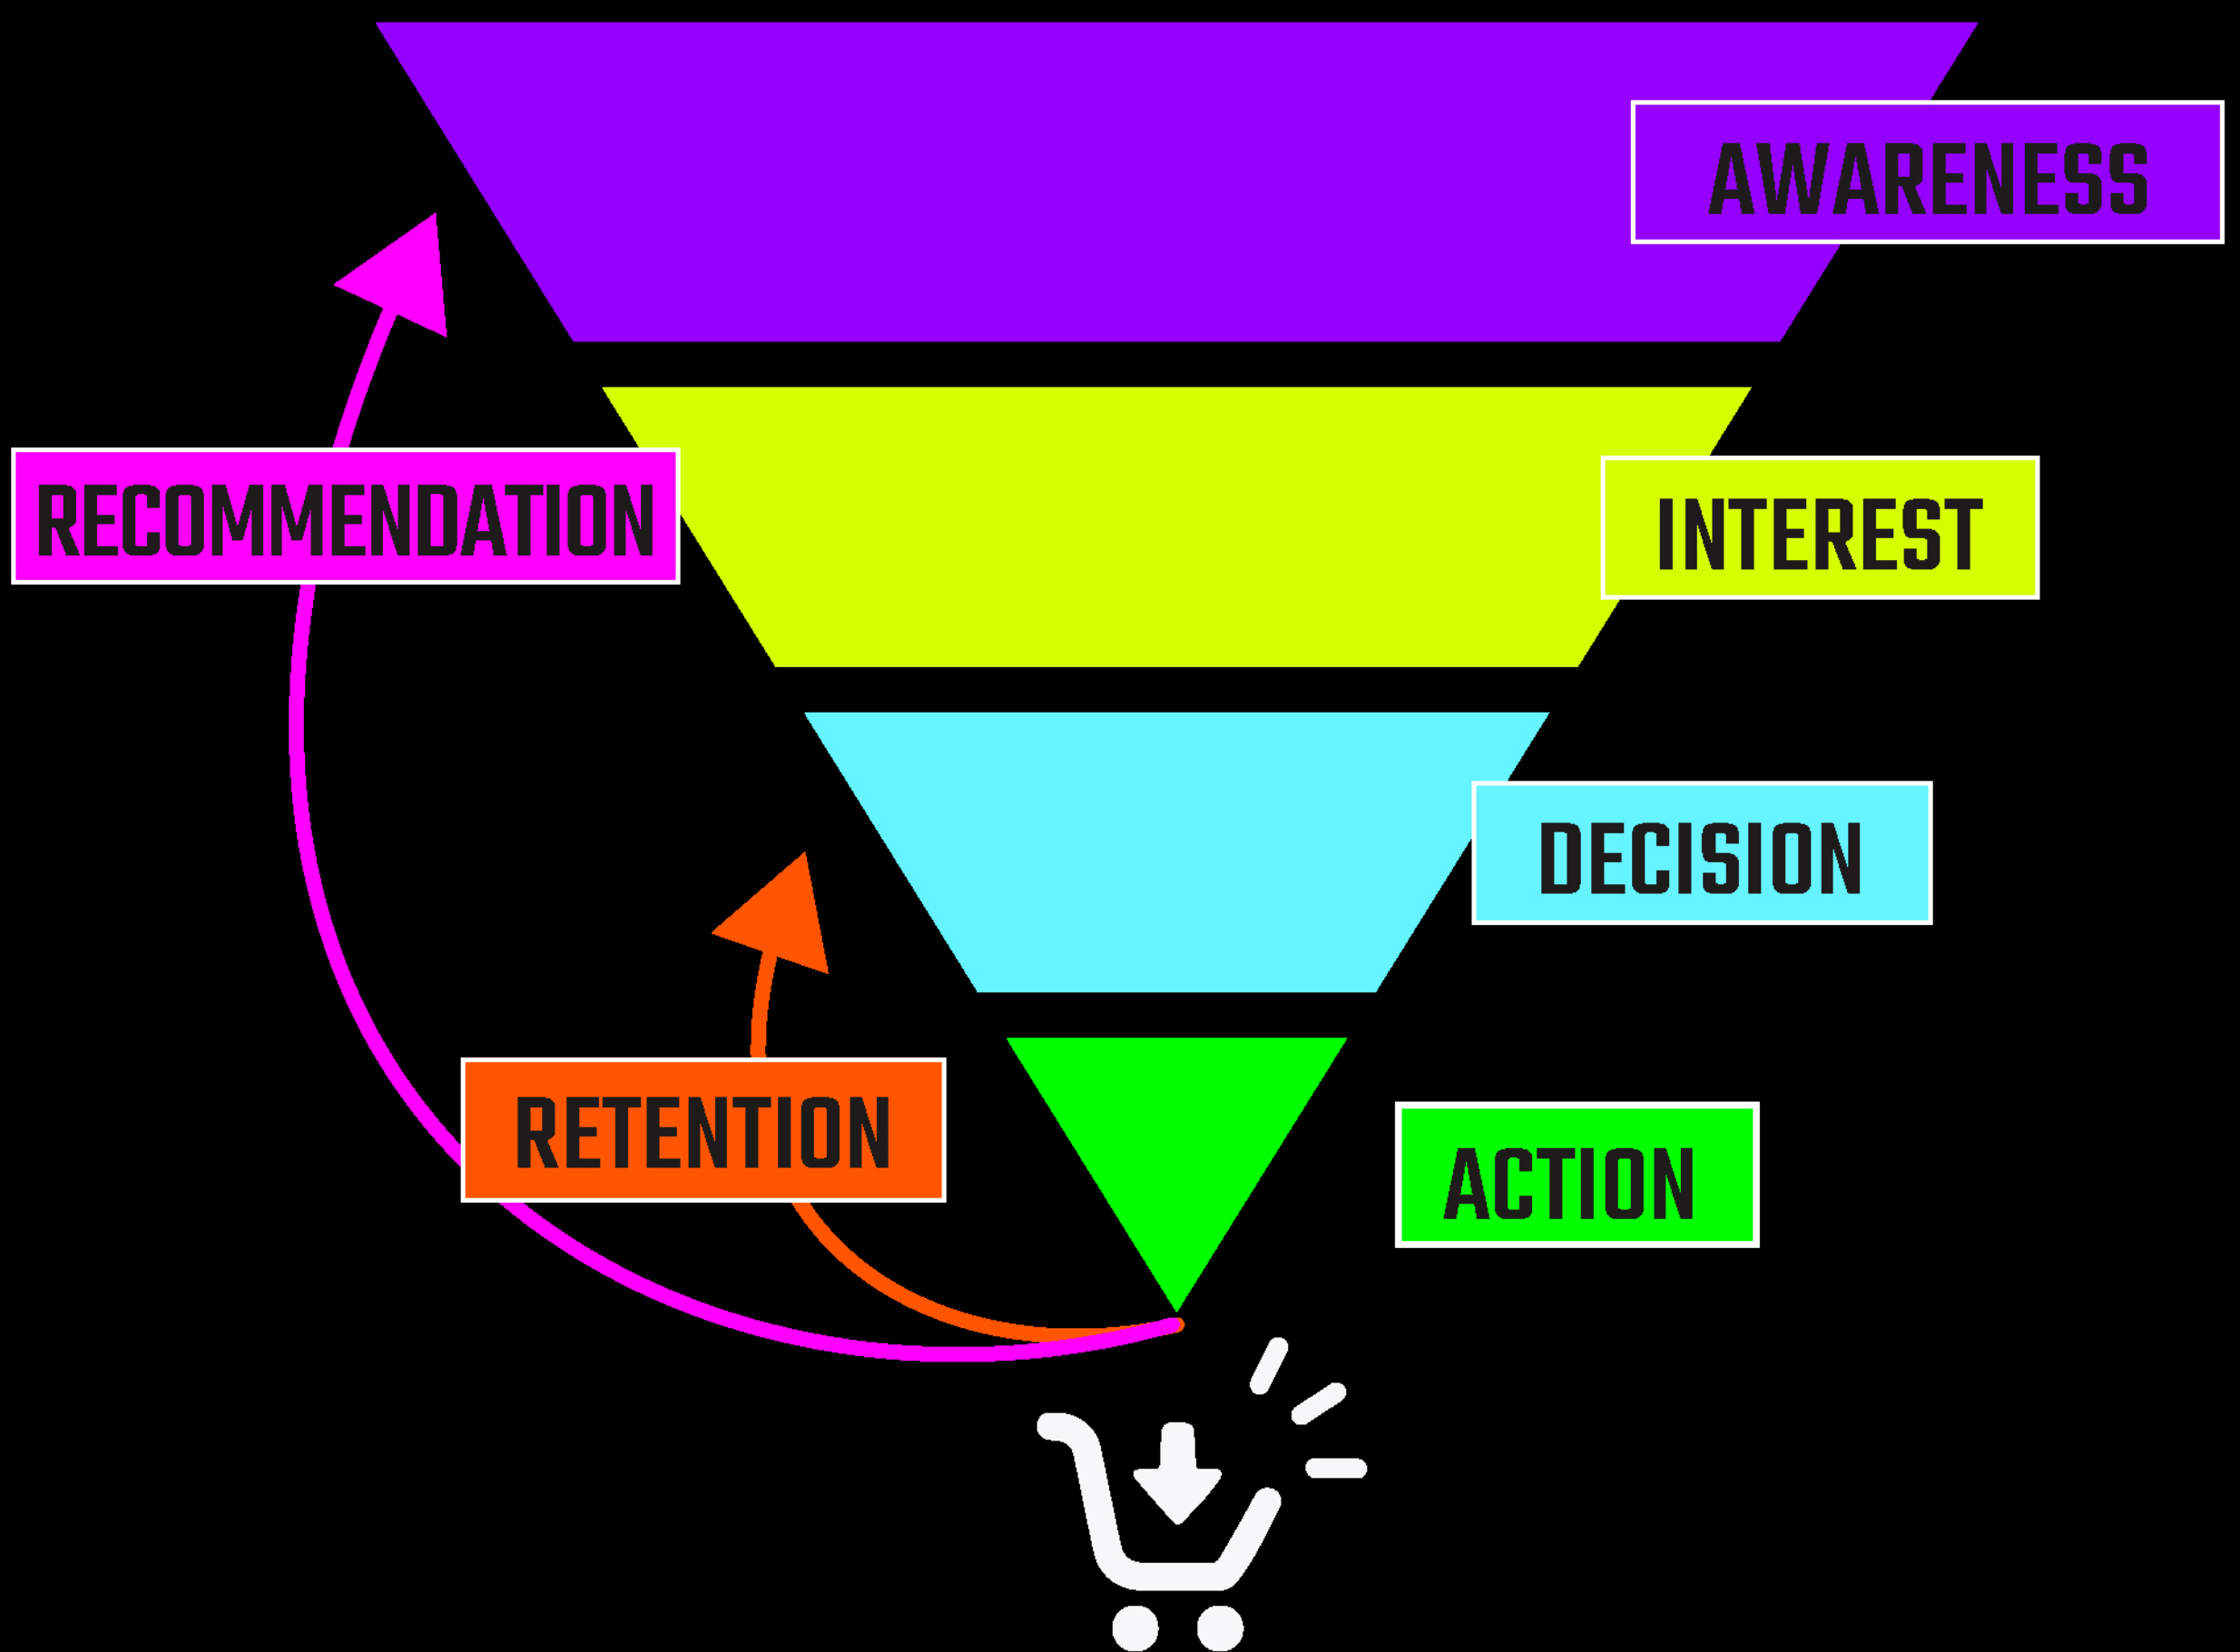 AWARENESS
RECOMMENDATION
INTEREST
DECISION
RETENTION
ACTION